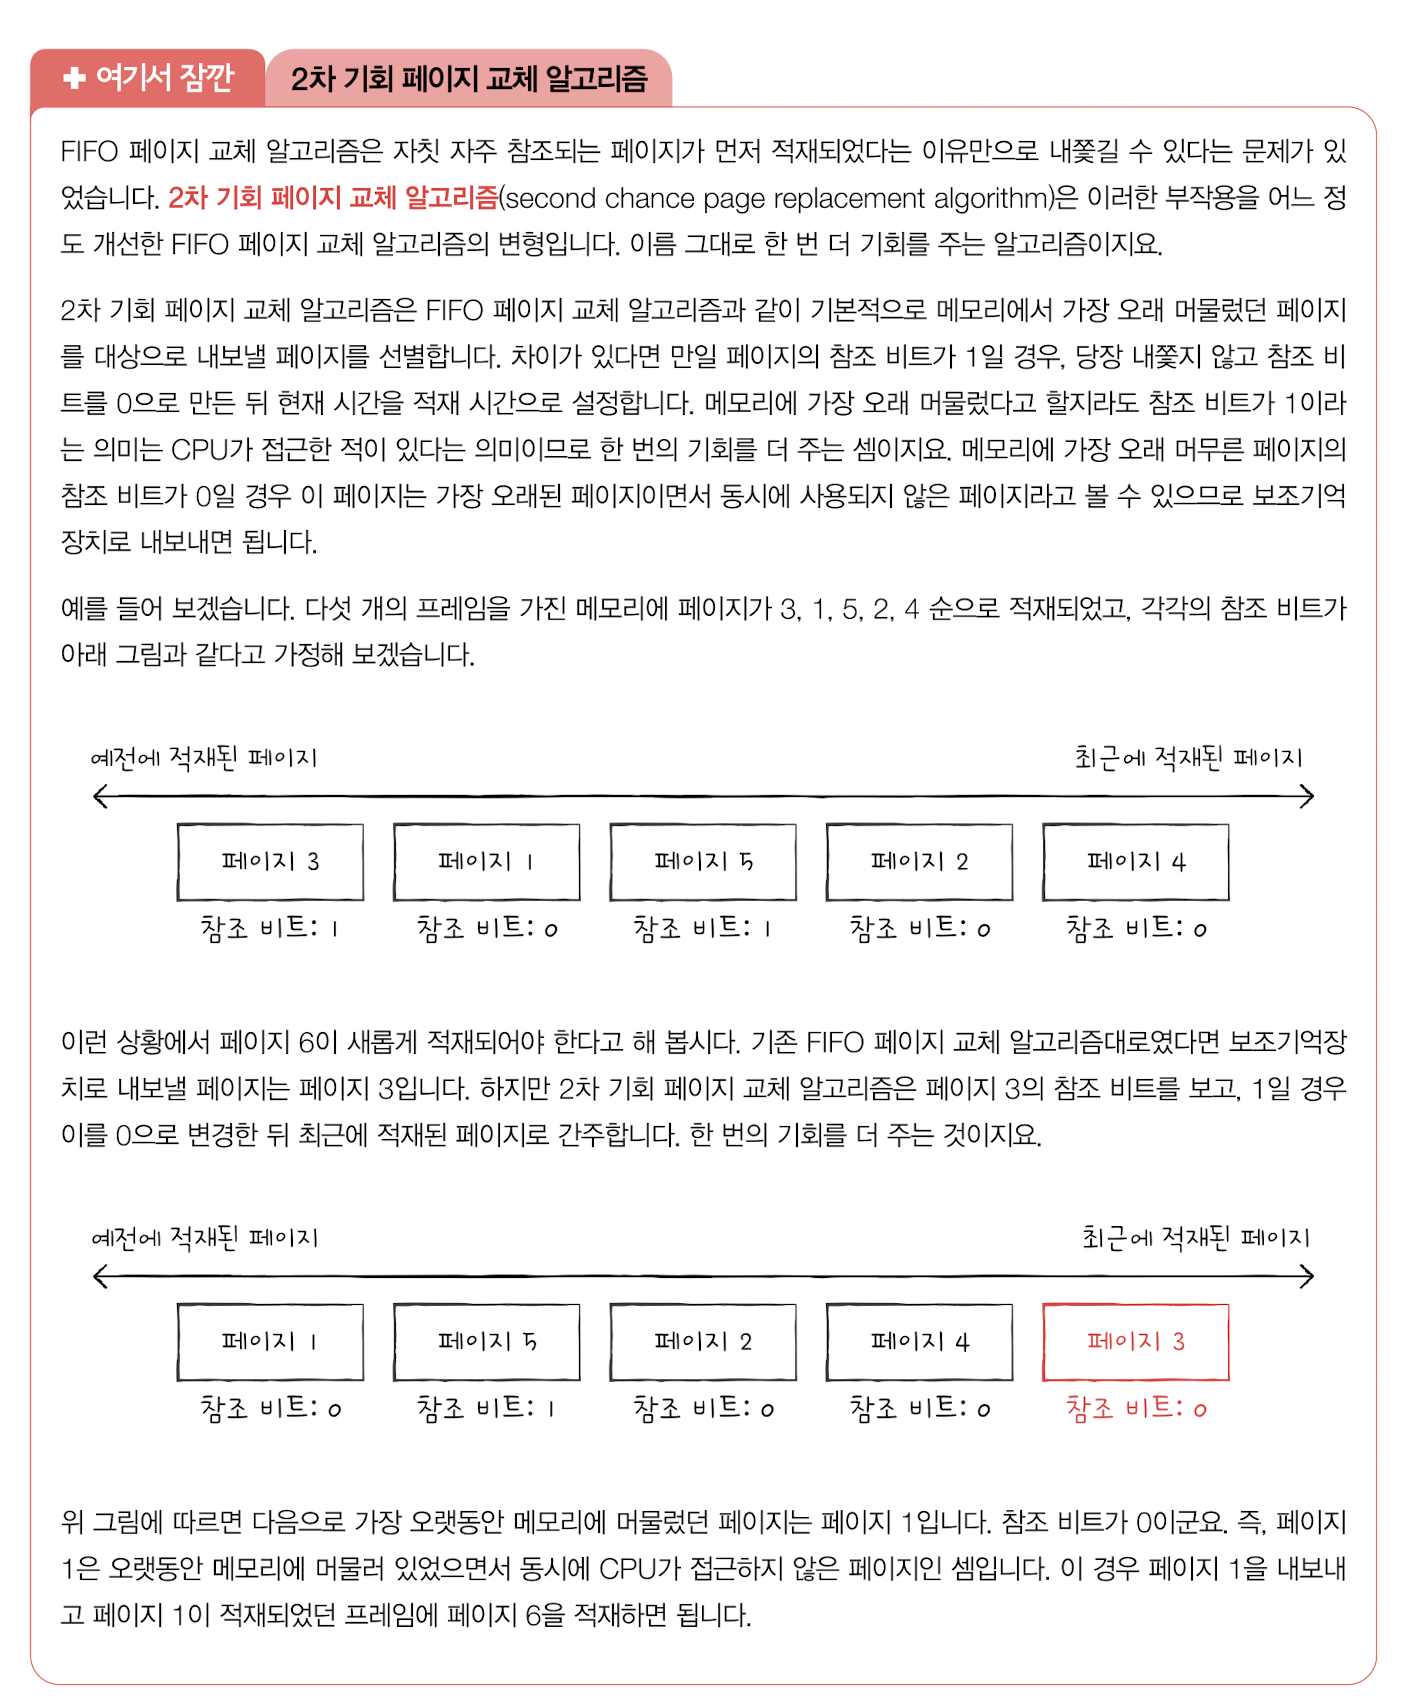 여기서 잠깐 2차 기회 페이지 교체 알고리즘
FIFO 페이지 교체 알고리즘은 자칫 자주 참조되는 페이지가 먼저 적재되었다는 이유만으로 내쫓길 수 있다는 문제가 있
었습니다. 2차 기회 페이지 교체 알고리즘(second chance page replacement algorithm)은 이러한 부작용을 어느 정
도 개선한 FIFO 페이지 교체 알고리즘의 변형입니다. 이름 그대로 한 번 더 기회를 주는 알고리즘이지요.
2차 기회 페이지 교체 알고리즘은 FIFO 페이지 교체 알고리즘과 같이 기본적으로 메모리에서 가장 오래 머물렀던 페이지
를 대상으로 내보낼 페이지를 선별합니다. 차이가 있다면 만일 페이지의 참조 비트가 1일 경우, 당장 내쫓지 않고 참조 비
트를 0으로 만든 뒤 현재 시간을 적재 시간으로 설정합니다. 메모리에 가장 오래 머물렀다고 할지라도 참조 비트가 1이라
는 의미는 CPU가 접근한 적이 있다는 의미이므로 한 번의 기회를 더 주는 셈이지요. 메모리에 가장 오래 머무른 페이지의
참조 비트가 0일 경우 이 페이지는 가장 오래된 페이지이면서 동시에 사용되지 않은 페이지라고 볼 수 있으므로 보조기억
장치로 내보내면 됩니다.
예를 들어 보겠습니다. 다섯 개의 프레임을 가진 메모리에 페이지가 3, 1, 5, 2, 4 순으로 적재되었고, 각각의 참조 비트가
아래 그림과 같다고 가정해 보겠습니다.
예전에 적재된 페이지 최근에 적재된 페이지
페이지 3 페이지 1 페이지 5 페이지 2 페이지 4
참조 비트: 1 참조 비트: 0 참조 비트: 1 참조 비트: 0 참조 비트: 0
이런 상황에서 페이지 6이 새롭게 적재되어야 한다고 해 봅시다. 기존 FIFO 페이지 교체 알고리즘대로였다면 보조기억장
치로 내보낼 페이지는 페이지 3입니다. 하지만 2차 기회 페이지 교체 알고리즘은 페이지 3의 참조 비트를 보고, 1일 경우
이를 0으로 변경한 뒤 최근에 적재된 페이지로 간주합니다. 한 번의 기회를 더 주는 것이지요.
예전에 적재된 페이지 최근에 적재된 페이지
페이지 1 페이지 5 페이지 2 페이지 4 페이지 3
참조 비트: 0 참조 비트: 1 참조 비트: 0 참조 비트: 0 참조 비트: 0
위 그림에 따르면 다음으로 가장 오랫동안 메모리에 머물렀던 페이지는 페이지 1입니다. 참조 비트가 0이군요. 즉, 페이지
1은 오랫동안 메모리에 머물러 있었으면서 동시에 CPU가 접근하지 않은 페이지인 셈입니다. 이 경우 페이지 1을 내보내
고 페이지 1이 적재되었던 프레임에 페이지 6을 적재하면 됩니다.